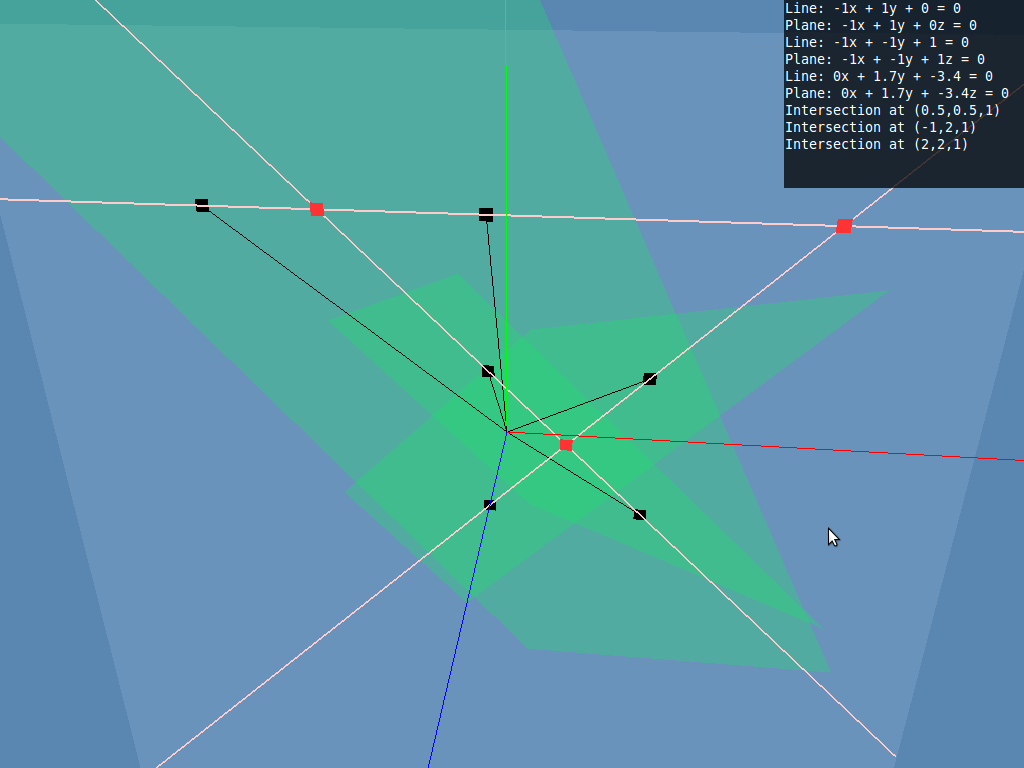 Line: -1x + 1y + 0 = 0
Plane: -1x + 1y + 0z = 0
Line: -1x + -1y + 1 = 0
Plane: -1x + -1y + 1z = 0
Line: 0x + 1.7y + -3.4 = 0
Plane: 0x + 1.7y + -3.4z = 0
Intersection at (0.5,0.5,1)
Intersection at (-1,2,1)
Intersection at (2,2,1)